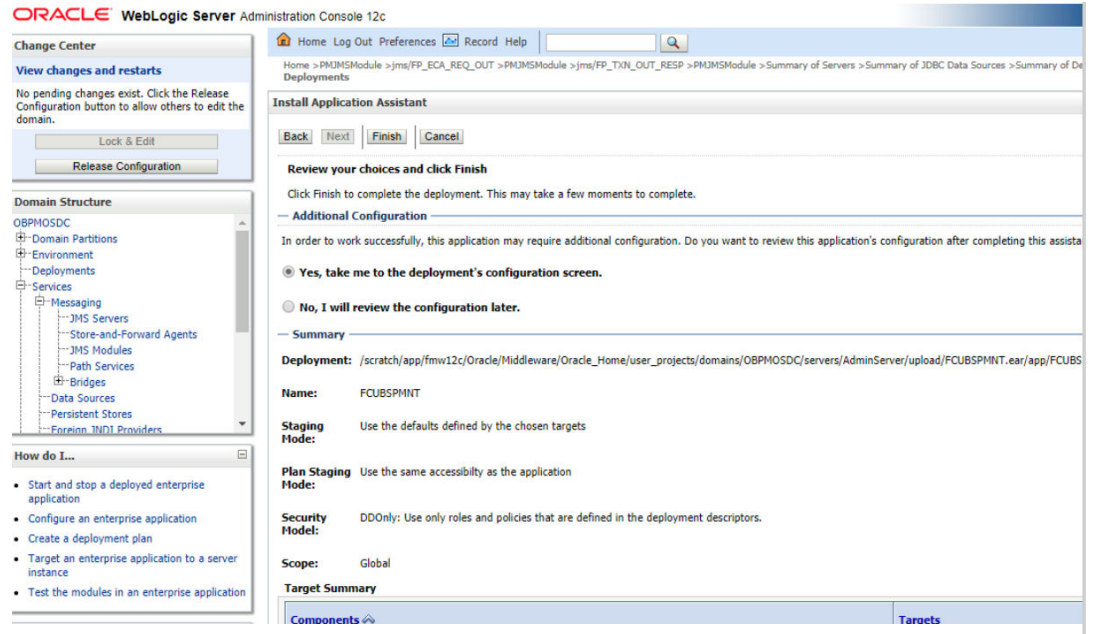 ORACLE WebLogic Server Administration Console 12c
Change Center
View changes and restarts
No pending changes exist. Click the Release
Configuration button to allow others to edit the
domain.
Lock & Edit
Release Configuration
Domain Structure
OBPMOSDC
Domain Partitions
Environment
Deployments
Services
Messaging
JMS Servers
Store-and-Forward Agents
JMS Modules
Path Services
Bridges
Data Sources
Persistent Stores
Foreign JNDI Providers
How do I...
Start and stop a deployed enterprise
application
Configure an enterprise application
Create a deployment plan
Target an enterprise application to a server
instance
Test the modules in an enterprise application
Home Log Out Preferences Record Help
Home >PMJMSModule >jms/FP_ECA_REQ_OUT >PMJMSModule >jms/FP_TXN_OUT_RESP >PMJMSModule >Summary of Servers >Summary of JDBC Data Sources >Summary of De
Deployments
Install Application Assistant
Back Next Finish Cancel
Review your choices and click Finish
Click Finish to complete the deployment. This may take a few moments to complete.
Additional Configuration
In order to work successfully, this application may require additional configuration. Do you want to review this application's configuration after completing this assista
Yes, take me to the deployment's configuration screen.
No, I will review the configuration later.
Summary
Deployment: /scratch/app/fmw12c/Oracle/Middleware/Oracle_Home/user_projects/domains/OBPMOSDC/servers/AdminServer/upload/FCUBSPMNT.ear/app/FCUBS
Name: FCUBSPMNT
Staging Use the defaults defined by the chosen targets
Mode:
Plan Staging Use the same accessibilty as the application
Mode:
Security DDOnly: Use only roles and policies that are defined in the deployment descriptors.
Model:
Scope: Global
Target Summary
Components Targets